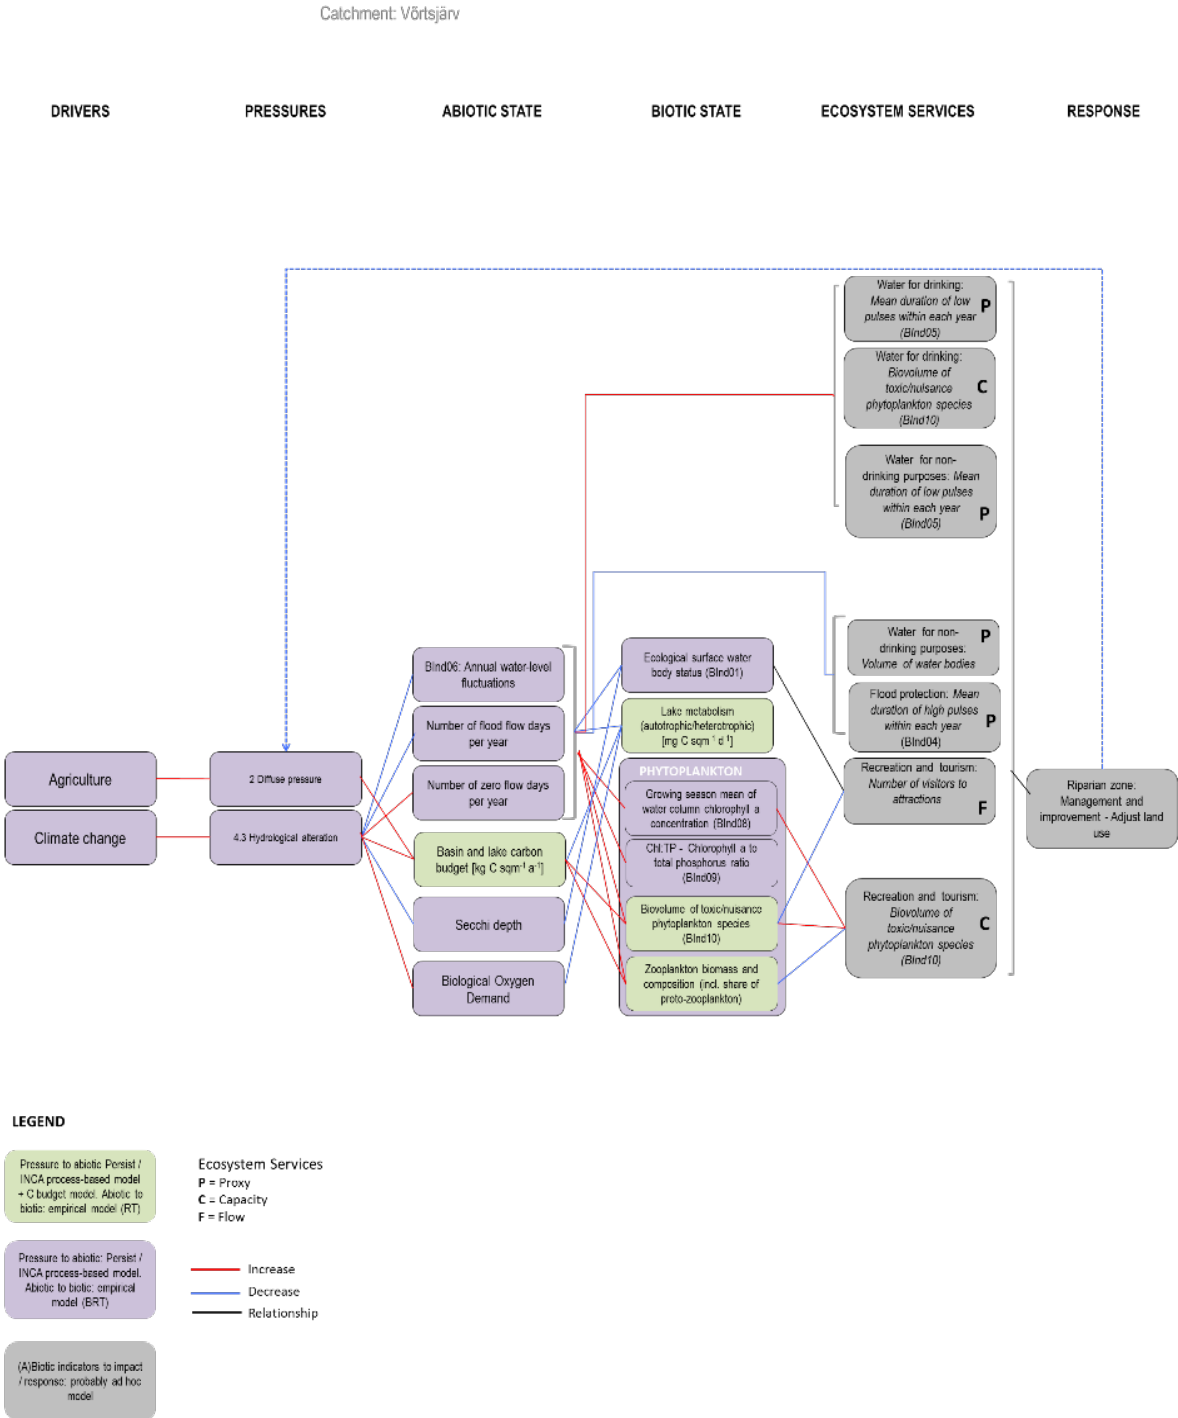 Catchment: Võrtsjärv
DRIVERS
PRESSURES
ABIOTIC STATE
BIOTIC STATE
ECOSYSTEM SERVICES
RESPONSE
Water for drinking:
Mean duration of low
pulses within each year
(BInd05)
P
Water for drinking:
Biovolume of
toxic/nuisance
phytoplankton species
(BInd10)
C
Water for non-
drinking purposes: Mean
duration of low pulses
within each year
(BInd05)
P
Water for non-
drinking purposes:
Volume of water bodies
P
Flood protection: Mean
duration of high pulses
within each year
(BInd04)
P
Recreation and tourism:
Number of visitors to
attractions
F
Recreation and tourism:
Biovolume of
toxic/nuisance
phytoplankton species
(BInd10)
C
Agriculture
Climate change
2 Diffuse pressure
4.3 Hydrological alteration
BInd06: Annual water-level
fluctuations
Number of flood flow days
per year
Number of zero flow days
per year
Basin and lake carbon
budget [kg C sqm⁻¹ a⁻¹]
Secchi depth
Biological Oxygen
Demand
Ecological surface water
body status (BInd01)
Lake metabolism
(autotrophic/heterotrophic)
[mg C sqm⁻¹ d⁻¹]
PHYTOPLANKTON
Growing season mean of
water column chlorophyll a
concentration (BInd08)
Chl:TP - Chlorophyll a to
total phosphorus ratio
(BInd09)
Biovolume of toxic/nuisance
phytoplankton species
(BInd10)
Zooplankton biomass and
composition (incl. share of
proto-zooplankton)
Riparian zone:
Management and
improvement - Adjust land
use
LEGEND
Pressure to abiotic Persist /
INCA process-based model
+ C budget model. Abiotic to
biotic: empirical model (RT)
Pressure to abiotic: Persist /
INCA process-based model.
Abiotic to biotic: empirical
model (BRT)
(A)Biotic indicators to impact
/ response: probably ad hoc
model
Ecosystem Services
P = Proxy
C = Capacity
F = Flow
Increase
Decrease
Relationship